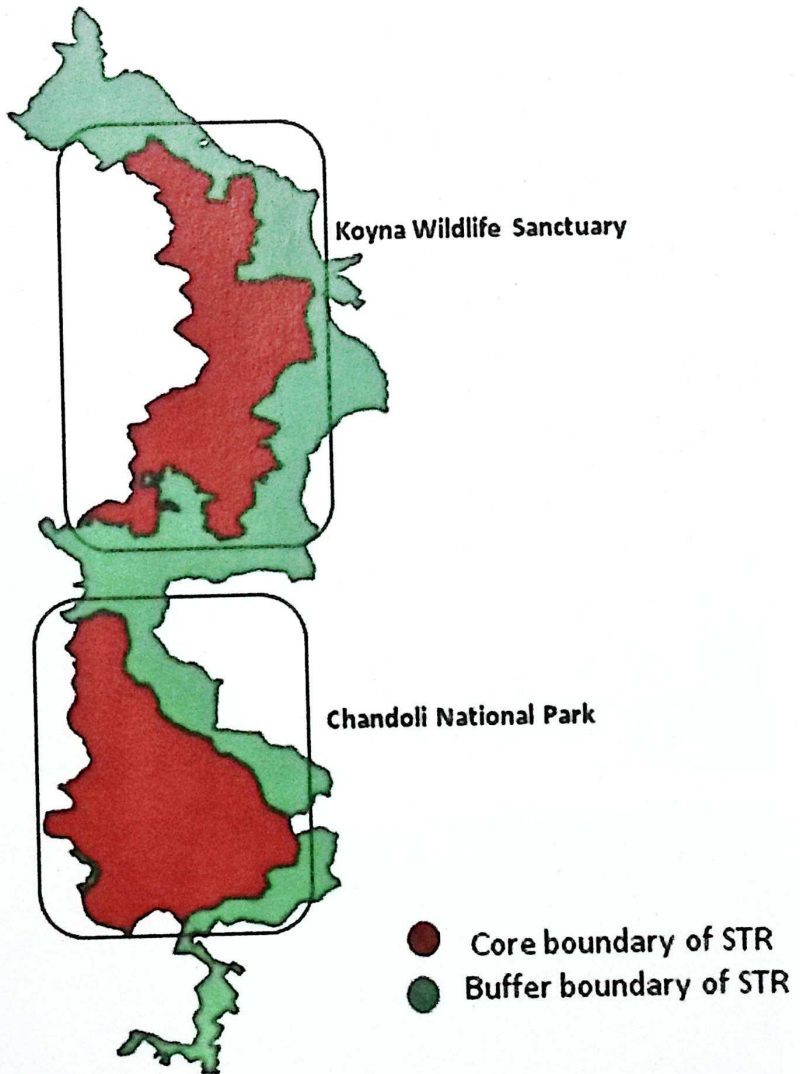 Koyna Wildlife Sanctuary
Chandoli National Park
Core boundary of STR
Buffer boundary of STR